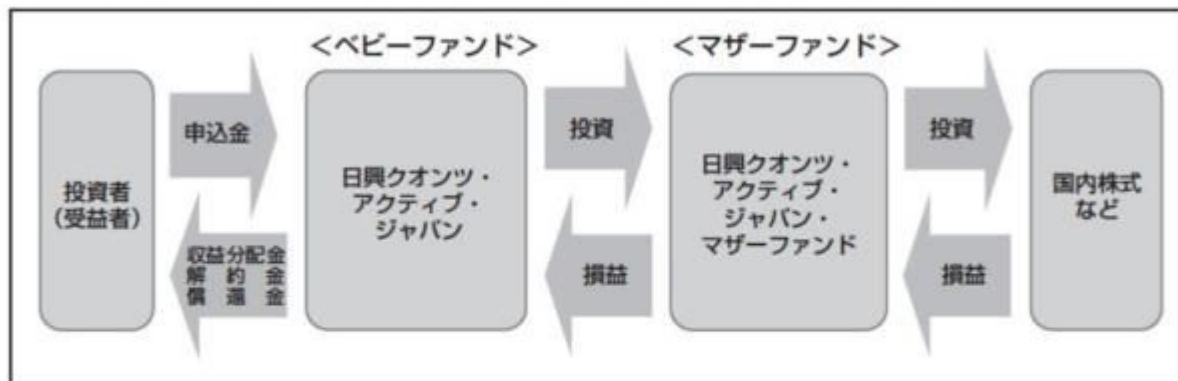 ＜ベビーファンド＞
＜マザーファンド＞
投資者
（受益者）
申込金
収益分配金
解約金
償還金
日興クオンツ・
アクティブ・
ジャパン
投資
損益
日興クオンツ・
アクティブ・
ジャパン・
マザーファンド
投資
損益
国内株式
など